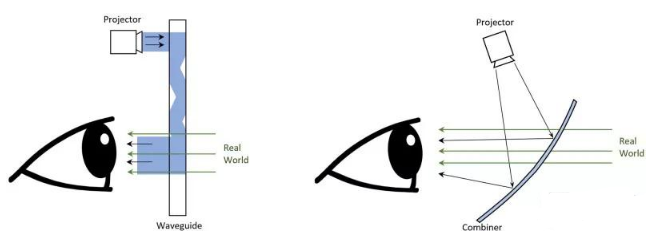 Projector
Real
World
Waveguide
Projector
Real
World
Combiner